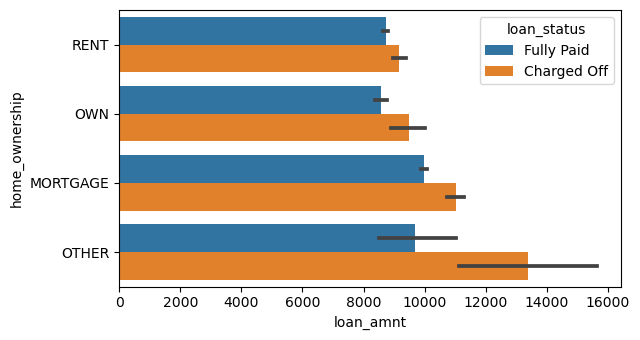 loan_status
Fully Paid
Charged Off
home_ownership
RENT
OWN
MORTGAGE
OTHER
0 2000 4000 6000 8000 10000 12000 14000 16000
loan_amnt